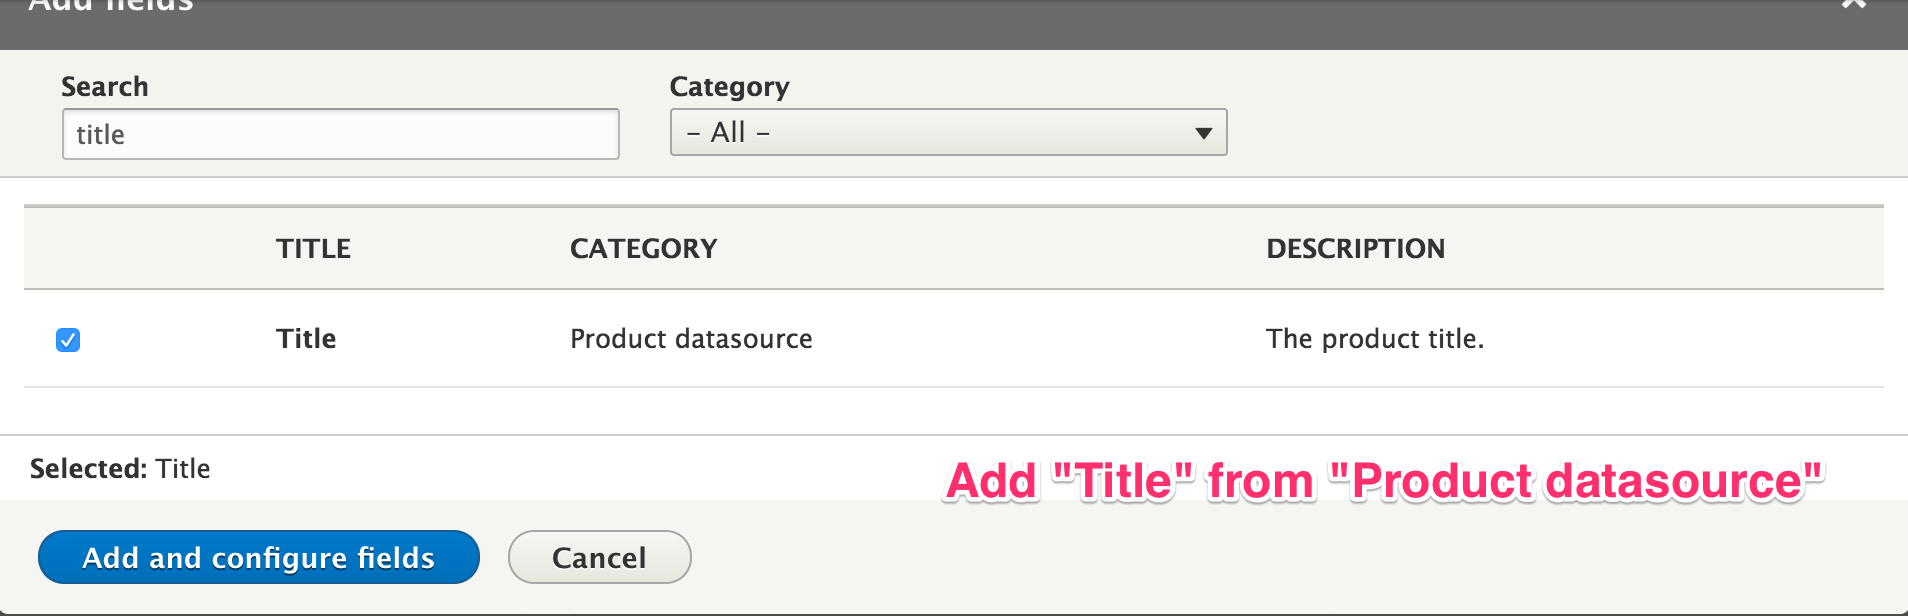 Add fields
Search
Category
title
– All –
TITLE CATEGORY DESCRIPTION
Title Product datasource The product title.
Selected: Title
Add "Title" from "Product datasource"
Add and configure fields Cancel